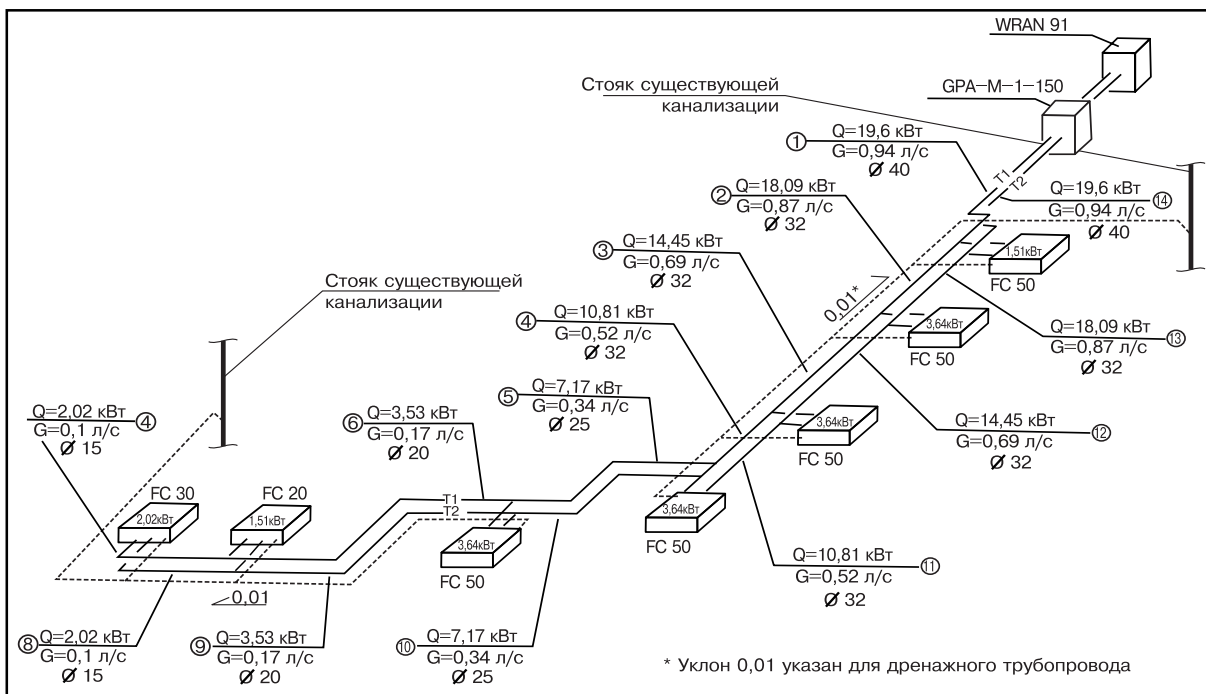 WRAN 91
GPA-M-1-150
Стояк существующей
канализации
① Q=19,6 кВт
G=0,94 л/с
Ø 40
T1
T2
② Q=18,09 кВт
G=0,87 л/с
Ø 32
Q=19,6 кВт ⑭
G=0,94 л/с
Ø 40
③ Q=14,45 кВт
G=0,69 л/с
Ø 32
1,51кВт
FC 50
Стояк существующей
канализации
0,01*
④ Q=10,81 кВт
G=0,52 л/с
Ø 32
3,64кВт
FC 50
Q=18,09 кВт ⑬
G=0,87 л/с
Ø 32
⑤ Q=7,17 кВт
G=0,34 л/с
Ø 25
Q=2,02 кВт ④
G=0,1 л/с
Ø 15
⑥ Q=3,53 кВт
G=0,17 л/с
Ø 20
3,64кВт
FC 50
Q=14,45 кВт ⑫
G=0,69 л/с
Ø 32
FC 30
2,02кВт
FC 20
1,51кВт
T1
T2
3,64кВт
FC 50
3,64кВт
FC 50
Q=10,81 кВт ⑪
G=0,52 л/с
Ø 32
0,01
⑧ Q=2,02 кВт
G=0,1 л/с
Ø 15
⑨ Q=3,53 кВт
G=0,17 л/с
Ø 20
⑩ Q=7,17 кВт
G=0,34 л/с
Ø 25
* Уклон 0,01 указан для дренажного трубопровода